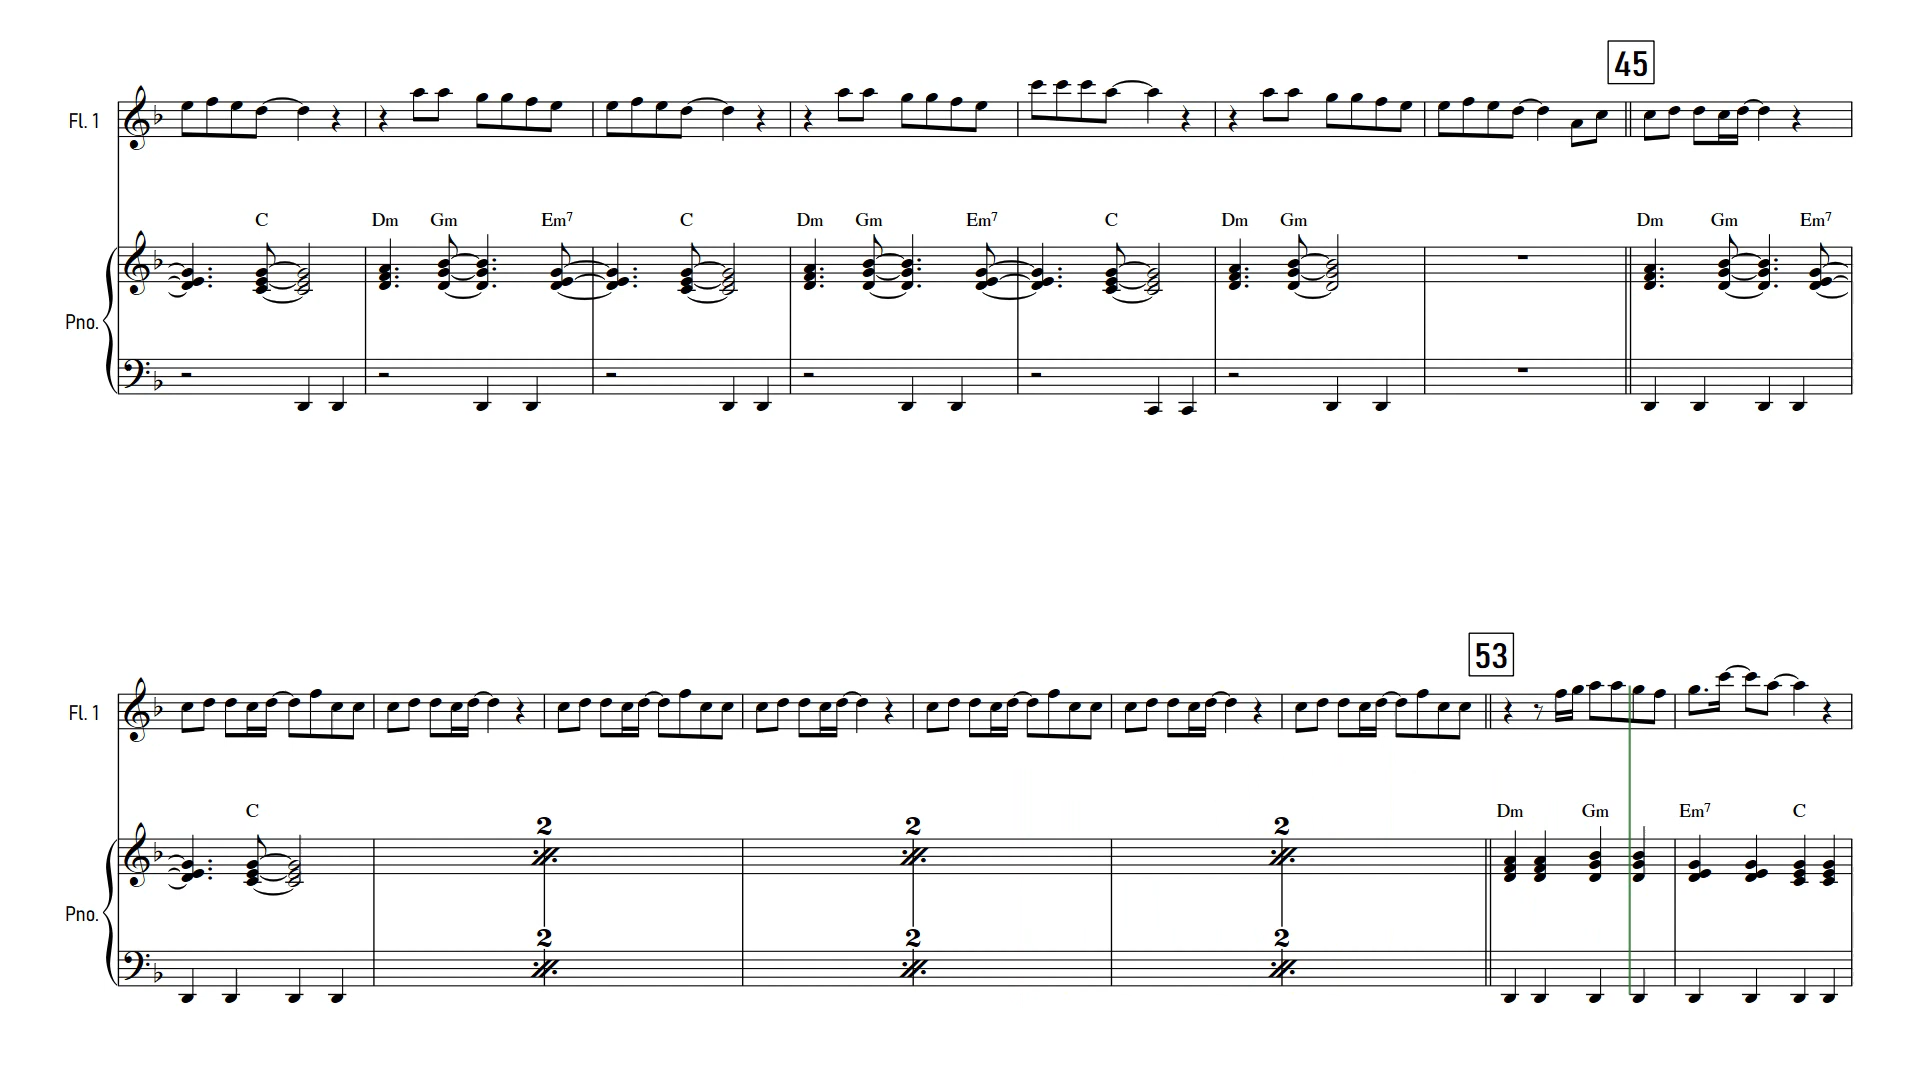 45
Fl. 1
C Dm Gm Em7 C Dm Gm Em7 C Dm Gm Dm Gm Em7
Pno.
53
Fl. 1
C Dm Gm Em7 C
2 2 2
Pno.
2 2 2